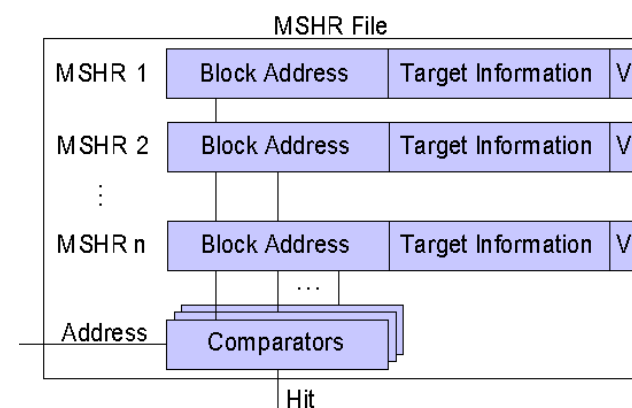 MSHR File
MSHR 1 Block Address Target Information V
MSHR 2 Block Address Target Information V
⋮
MSHR n Block Address Target Information V
...
Address Comparators
Hit